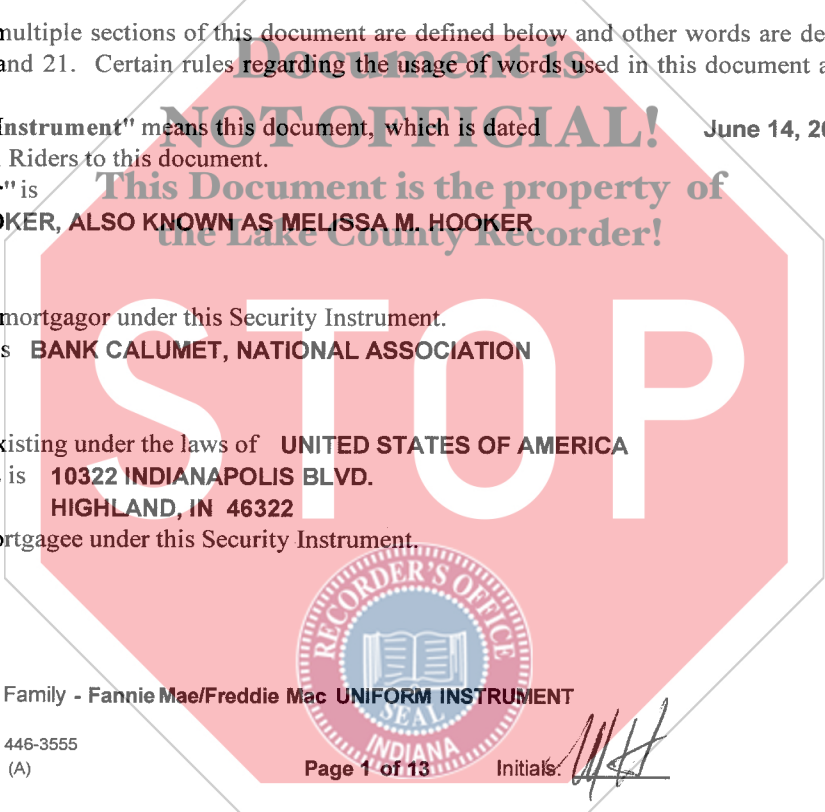 multiple sections of this document are defined below and other words are de
and 21. Certain rules regarding the usage of words used in this document a
Document is
NOT OFFICIAL!
This Document is the property of
the Lake County Recorder!
Instrument" means this document, which is dated June 14, 20
Riders to this document.
" is
OKER, ALSO KNOWN AS MELISSA M. HOOKER
mortgagor under this Security Instrument.
s BANK CALUMET, NATIONAL ASSOCIATION
STOP
xisting under the laws of UNITED STATES OF AMERICA
is 10322 INDIANAPOLIS BLVD.
HIGHLAND, IN 46322
ortgagee under this Security Instrument.
RECORDER'S OFFICE
SEAL
INDIANA
Family - Fannie Mae/Freddie Mac UNIFORM INSTRUMENT
446-3555
(A)
Page 1 of 13 Initials: MH